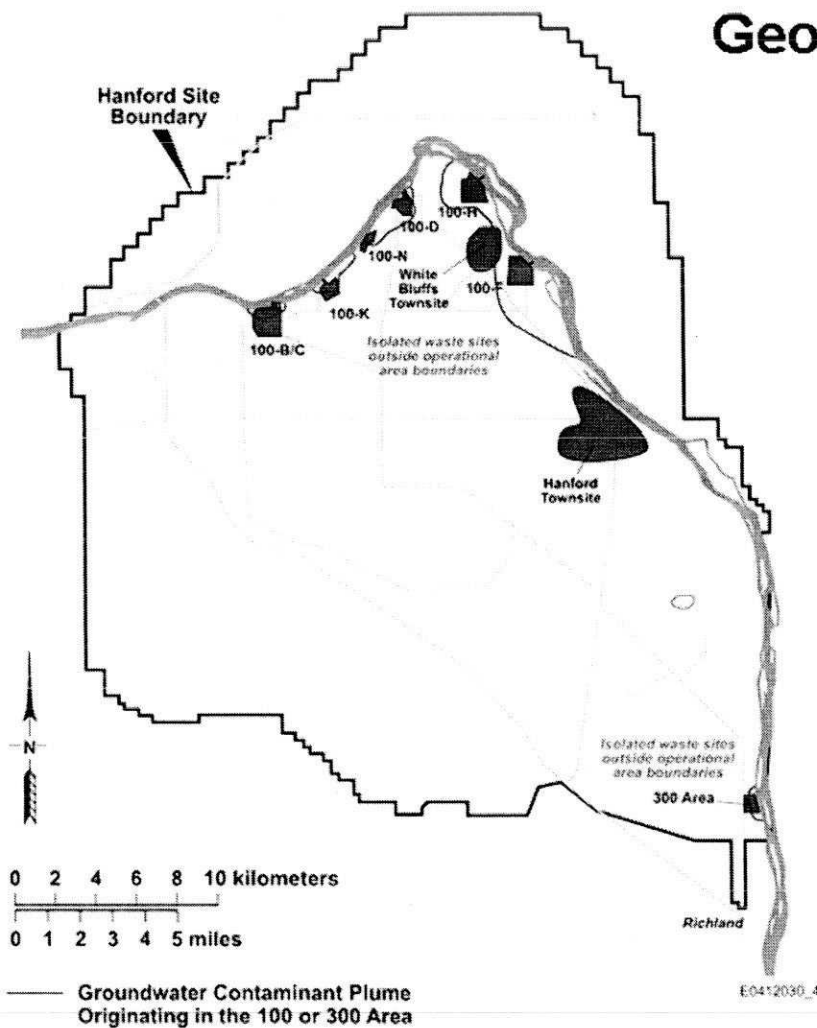 Geo
Hanford Site
Boundary
100-H
100-D
100-N
White
Bluffs
Townsite
100-F
100-K
100-B/C
Isolated waste sites
outside operational
area boundaries
Hanford
Townsite
N
Isolated waste sites
outside operational
area boundaries
300 Area
0 2 4 6 8 10 kilometers
0 1 2 3 4 5 miles
Richland
Groundwater Contaminant Plume
Originating in the 100 or 300 Area
E0412030_4